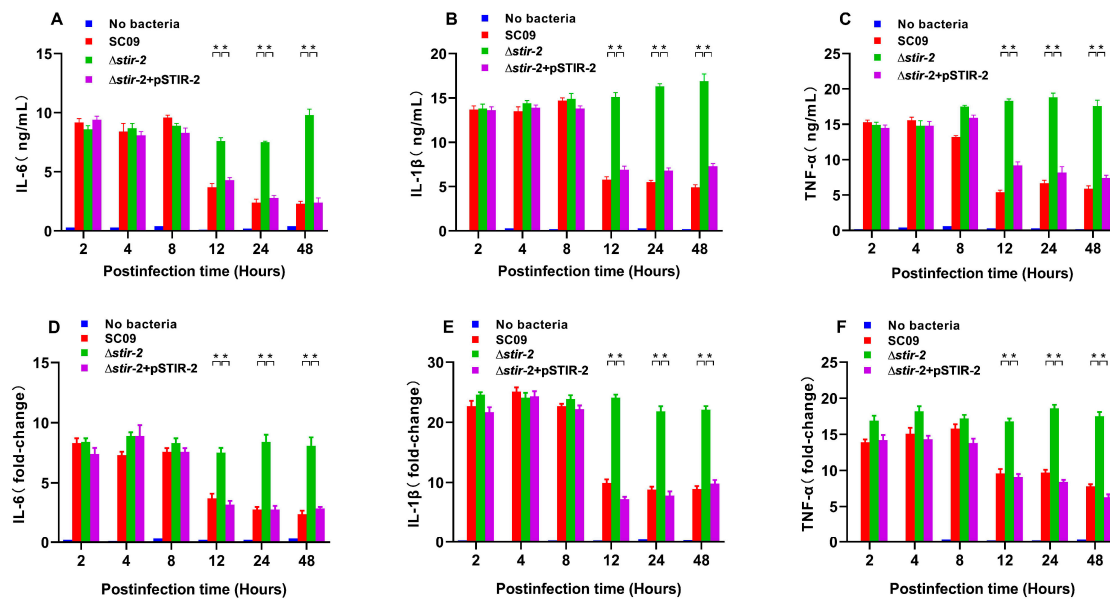 A
No bacteria
SC09
Δstir-2
Δstir-2+pSTIR-2
IL-6( ng/mL)
15
10
5
0
** ** **
2 4 8 12 24 48
Postinfection time (Hours)
B
No bacteria
SC09
Δstir-2
Δstir-2+pSTIR-2
IL-1β( ng/mL)
20
15
10
5
0
** ** **
2 4 8 12 24 48
Postinfection time (Hours)
C
No bacteria
SC09
Δstir-2
Δstir-2+pSTIR-2
TNF-α( ng/mL)
25
20
15
10
5
0
** ** **
2 4 8 12 24 48
Postinfection time (Hours)
D
No bacteria
SC09
Δstir-2
Δstir-2+pSTIR-2
IL-6(fold-change)
15
10
5
0
** ** **
2 4 8 12 24 48
Postinfection time (Hours)
E
No bacteria
SC09
Δstir-2
Δstir-2+pSTIR-2
IL-1β(fold-change)
30
20
10
0
** ** **
2 4 8 12 24 48
Postinfection time (Hours)
F
No bacteria
SC09
Δstir-2
Δstir-2+pSTIR-2
TNF-α(fold-change)
25
20
15
10
5
0
** ** **
2 4 8 12 24 48
Postinfection time (Hours)